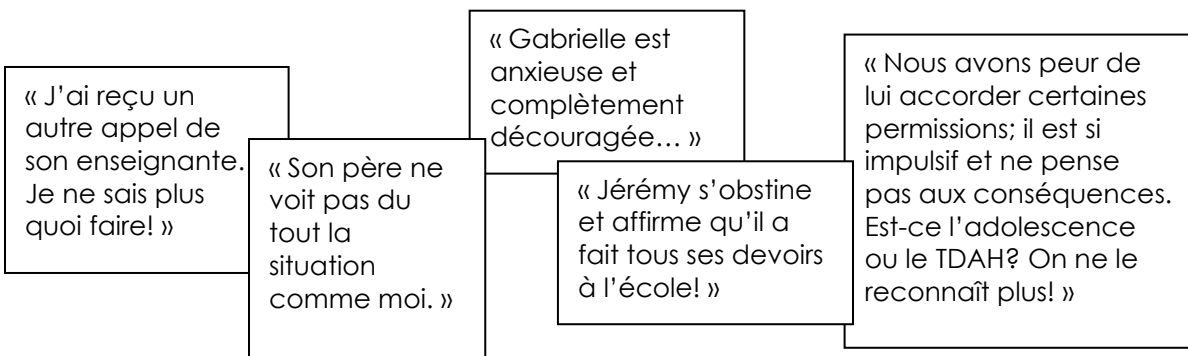 « J'ai reçu un
autre appel de
son enseignante.
Je ne sais plus
quoi faire! »
« Son père ne
voit pas du
tout la
situation
comme moi. »
« Gabrielle est
anxieuse et
complètement
découragée… »
« Jérémy s'obstine
et affirme qu'il a
fait tous ses devoirs
à l'école! »
« Nous avons peur de
lui accorder certaines
permissions; il est si
impulsif et ne pense
pas aux conséquences.
Est-ce l'adolescence
ou le TDAH? On ne le
reconnaît plus! »